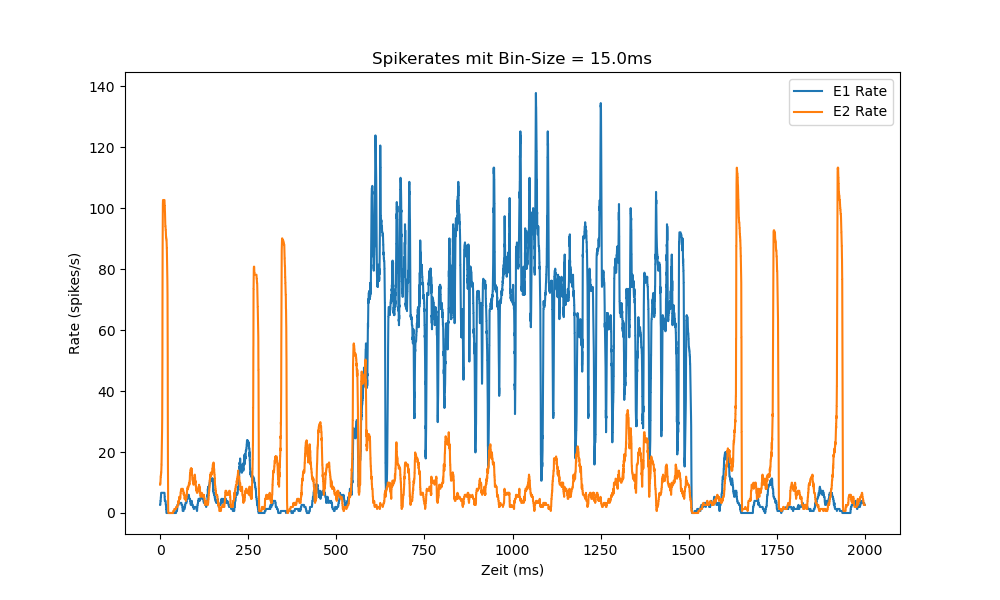 Spikerates mit Bin-Size = 15.0ms
E1 Rate
E2 Rate
140
120
100
80
60
40
20
0
Rate (spikes/s)
0 250 500 750 1000 1250 1500 1750 2000
Zeit (ms)